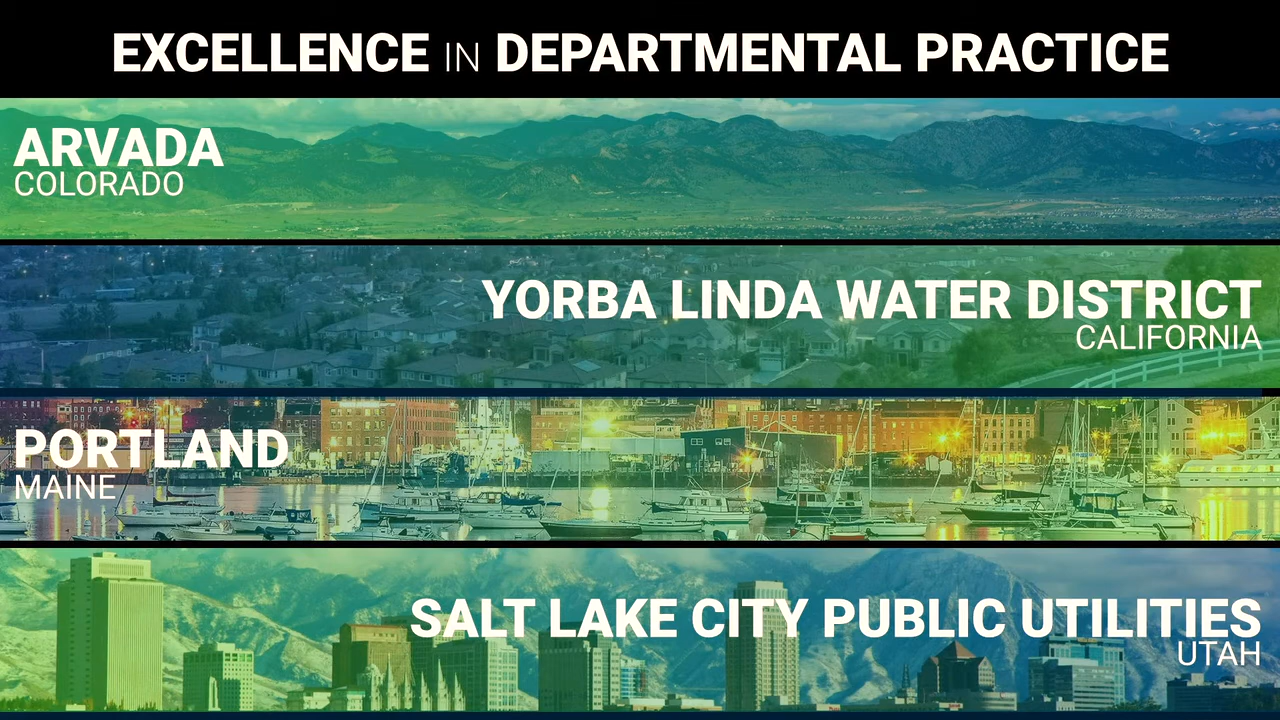 EXCELLENCE IN DEPARTMENTAL PRACTICE
ARVADA
COLORADO
YORBA LINDA WATER DISTRICT
CALIFORNIA
PORTLAND
MAINE
SALT LAKE CITY PUBLIC UTILITIES
UTAH